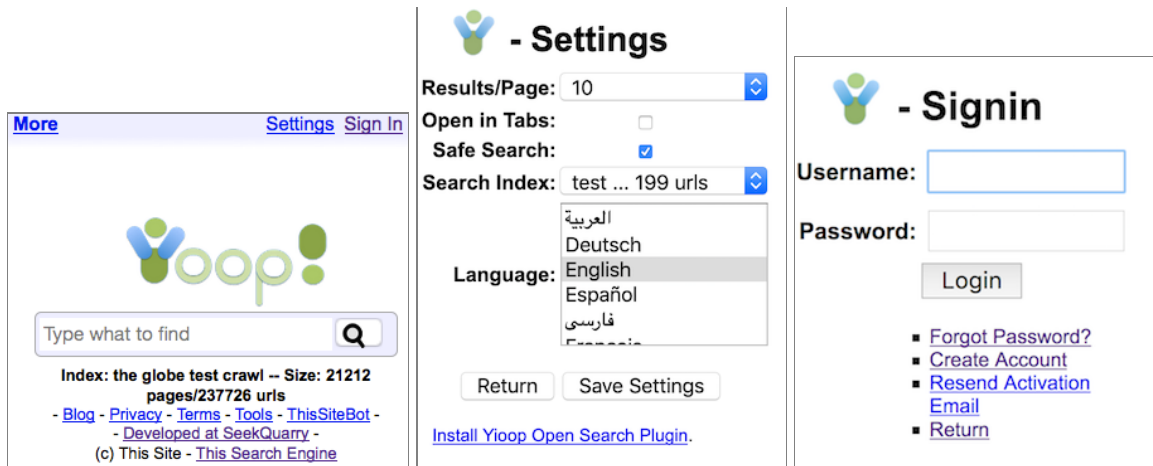 More Settings Sign In
Yioop!
Type what to find
Index: the globe test crawl -- Size: 21212
pages/237726 urls
- Blog - Privacy - Terms - Tools - ThisSiteBot -
- Developed at SeekQuarry -
(c) This Site - This Search Engine
- Settings
Results/Page: 10
Open in Tabs:
Safe Search:
Search Index: test ... 199 urls
العربية
Deutsch
Language: English
Español
فارسی
Français
Return Save Settings
Install Yioop Open Search Plugin.
- Signin
Username:
Password:
Login
Forgot Password?
Create Account
Resend Activation
Email
Return